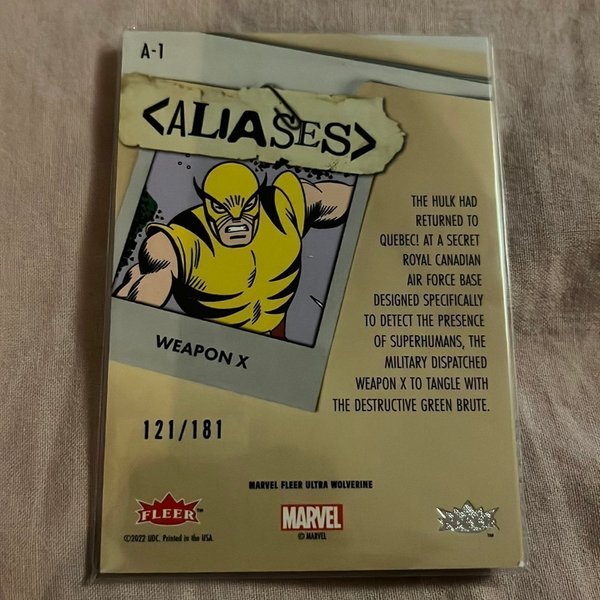 A-1
<ALIASES>
THE HULK HAD
RETURNED TO
QUEBEC! AT A SECRET
ROYAL CANADIAN
AIR FORCE BASE
DESIGNED SPECIFICALLY
TO DETECT THE PRESENCE
OF SUPERHUMANS, THE
MILITARY DISPATCHED
WEAPON X TO TANGLE WITH
THE DESTRUCTIVE GREEN BRUTE.
WEAPON X
121/181
MARVEL FLEER ULTRA WOLVERINE
FLEER™
MARVEL
©2022 UDC. Printed in the USA.
© MARVEL
™